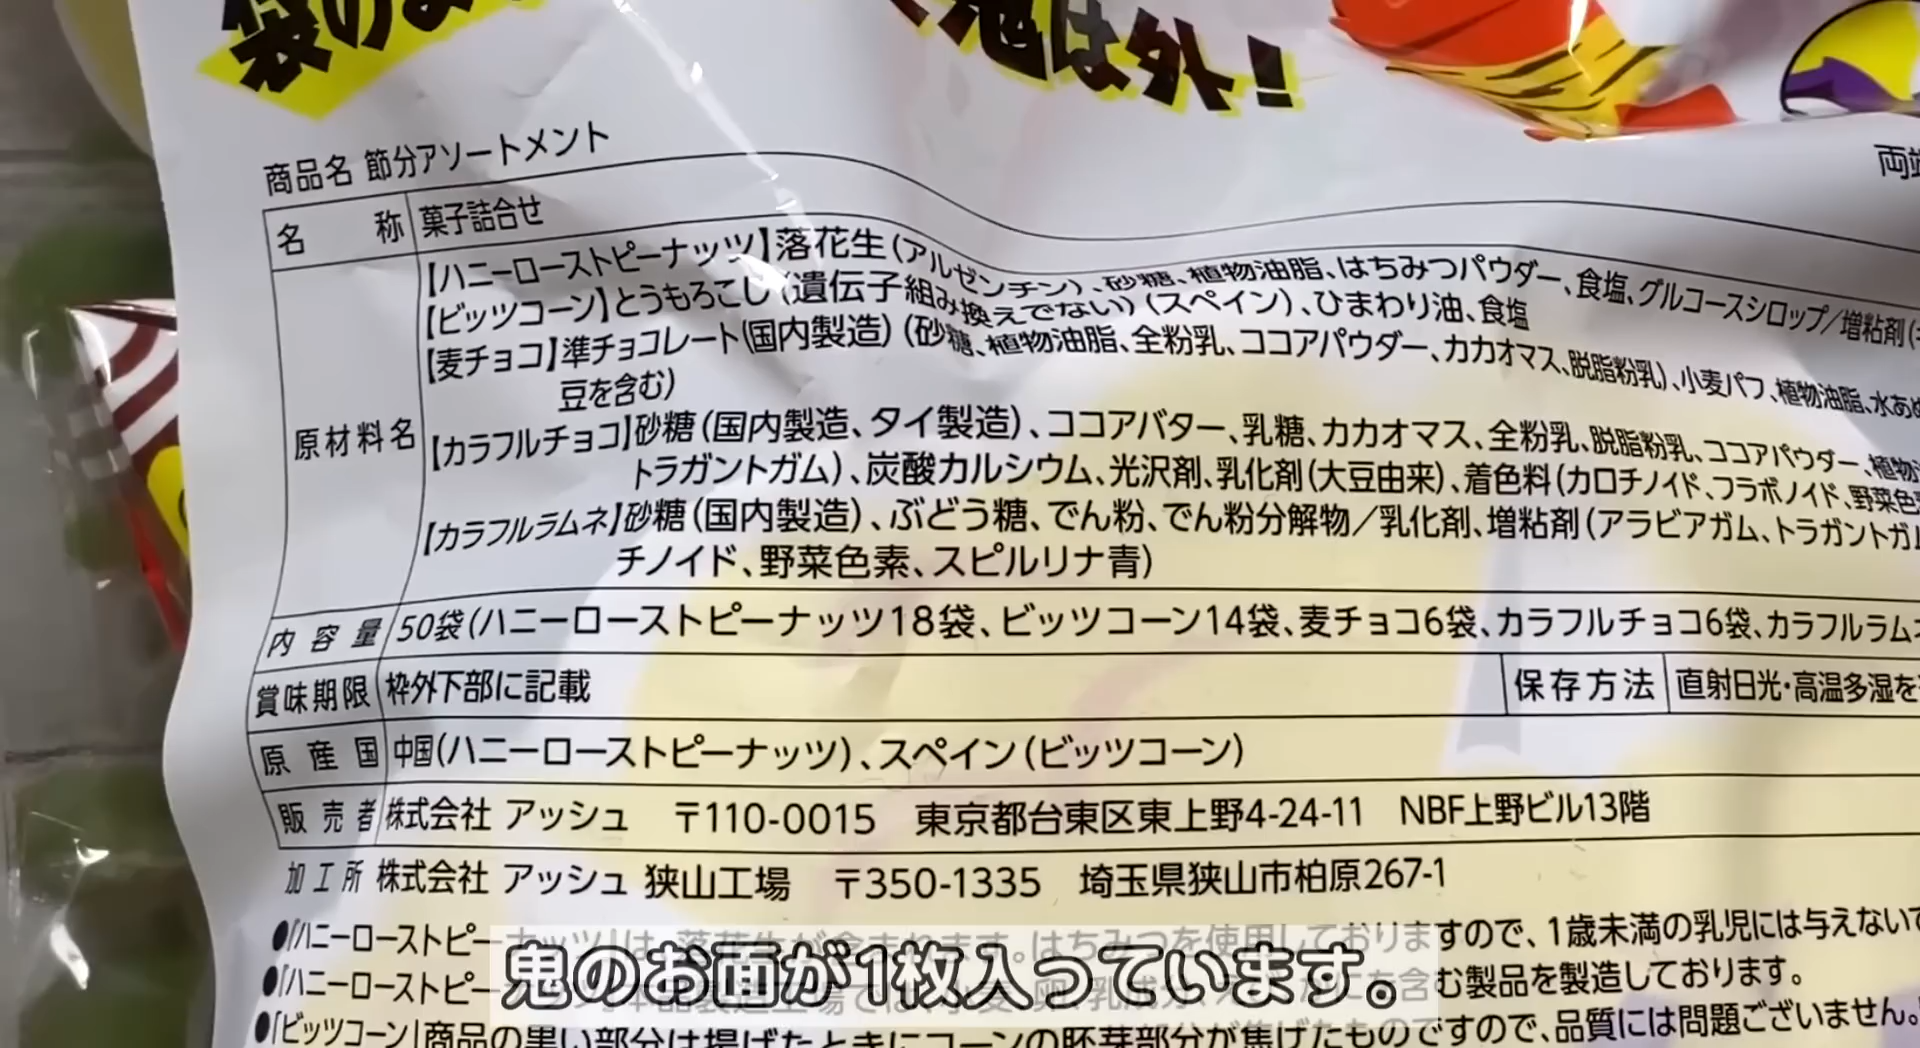 鬼は外!
商品名 節分アソートメント
名称 菓子詰合せ
原材料名
【ハニーローストピーナッツ】落花生(アルゼンチン)、砂糖、植物油脂、はちみつパウダー、食塩、グルコースシロップ/増粘剤(
【ビッツコーン】とうもろこし(遺伝子組み換えでない)(スペイン)、ひまわり油、食塩
【麦チョコ】準チョコレート(国内製造)(砂糖、植物油脂、全粉乳、ココアパウダー、カカオマス、脱脂粉乳)、小麦パフ、植物油脂、水あ
豆を含む)
【カラフルチョコ】砂糖(国内製造、タイ製造)、ココアバター、乳糖、カカオマス、全粉乳、脱脂粉乳、ココアパウダー、植物
トラガントガム)、炭酸カルシウム、光沢剤、乳化剤(大豆由来)、着色料(カロチノイド、フラボノイド、野菜色
【カラフルラムネ】砂糖(国内製造)、ぶどう糖、でん粉、でん粉分解物/乳化剤、増粘剤(アラビアガム、トラガントガ
チノイド、野菜色素、スピルリナ青)
内容量 50袋(ハニーローストピーナッツ18袋、ビッツコーン14袋、麦チョコ6袋、カラフルチョコ6袋、カラフルラム
賞味期限 枠外下部に記載 保存方法 直射日光・高温多湿を
原産国 中国(ハニーローストピーナッツ)、スペイン(ビッツコーン)
販売者 株式会社 アッシュ 〒110-0015 東京都台東区東上野4-24-11 NBF上野ビル13階
加工所 株式会社 アッシュ 狭山工場 〒350-1335 埼玉県狭山市柏原267-1
●「ハニーローストピーナッツ」は、落花生が含まれます。はちみつを使用しておりますので、1歳未満の乳児には与えないで
●「ハニーローストピー
む製品を製造しております。
鬼のお面が1枚入っています。
●「ビッツコーン」商品の黒い部分は揚げたときにコーンの胚芽部分が焦げたものですので、品質には問題ございません。